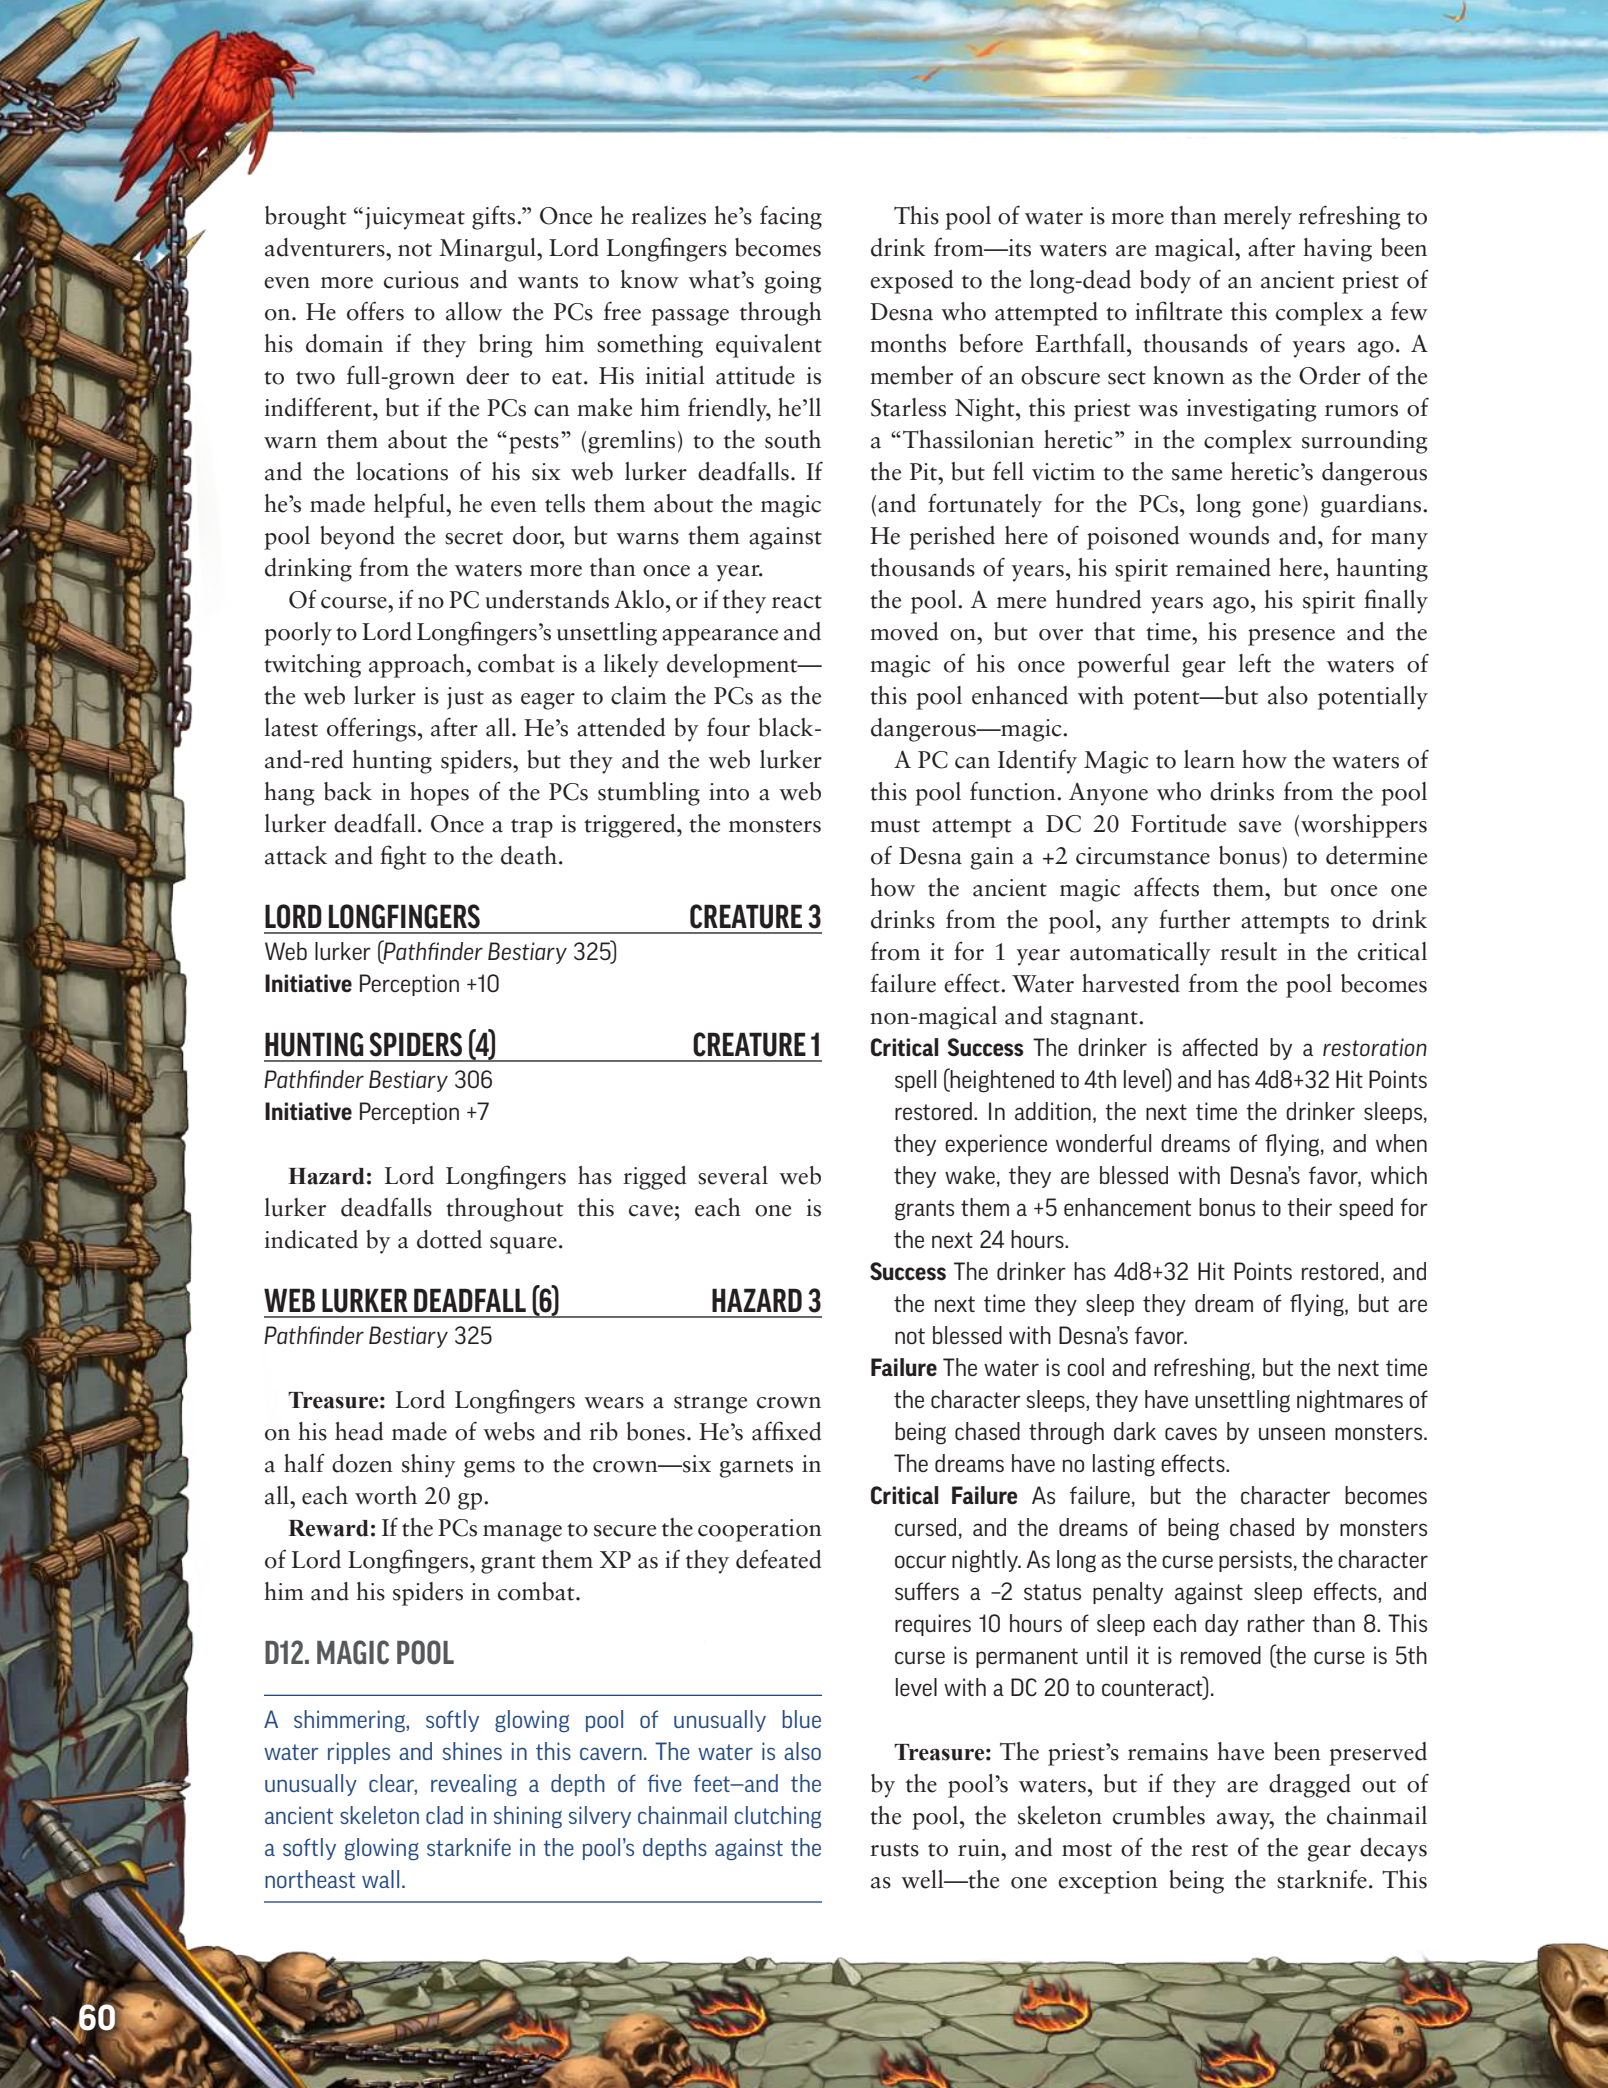 brought “juicymeat gifts.” Once he realizes he’s facing
adventurers, not Minargul, Lord Longfingers becomes
even more curious and wants to know what’s going
on. He offers to allow the PCs free passage through
his domain if they bring him something equivalent
to two full-grown deer to eat. His initial attitude is
indifferent, but if the PCs can make him friendly, he’ll
warn them about the “pests” (gremlins) to the south
and the locations of his six web lurker deadfalls. If
he’s made helpful, he even tells them about the magic
pool beyond the secret door, but warns them against
drinking from the waters more than once a year.
Of course, if no PC understands Aklo, or if they react
poorly to Lord Longfingers’s unsettling appearance and
twitching approach, combat is a likely development—
the web lurker is just as eager to claim the PCs as the
latest offerings, after all. He’s attended by four black-
and-red hunting spiders, but they and the web lurker
hang back in hopes of the PCs stumbling into a web
lurker deadfall. Once a trap is triggered, the monsters
attack and fight to the death.
LORD LONGFINGERS CREATURE 3
Web lurker (Pathfinder Bestiary 325)
Initiative Perception +10
HUNTING SPIDERS (4) CREATURE 1
Pathfinder Bestiary 306
Initiative Perception +7
Hazard: Lord Longfingers has rigged several web
lurker deadfalls throughout this cave; each one is
indicated by a dotted square.
WEB LURKER DEADFALL (6) HAZARD 3
Pathfinder Bestiary 325
Treasure: Lord Longfingers wears a strange crown
on his head made of webs and rib bones. He’s affixed
a half dozen shiny gems to the crown—six garnets in
all, each worth 20 gp.
Reward: If the PCs manage to secure the cooperation
of Lord Longfingers, grant them XP as if they defeated
him and his spiders in combat.
D12. MAGIC POOL
A shimmering, softly glowing pool of unusually blue
water ripples and shines in this cavern. The water is also
unusually clear, revealing a depth of five feet—and the
ancient skeleton clad in shining silvery chainmail clutching
a softly glowing starknife in the pool’s depths against the
northeast wall.
This pool of water is more than merely refreshing to
drink from—its waters are magical, after having been
exposed to the long-dead body of an ancient priest of
Desna who attempted to infiltrate this complex a few
months before Earthfall, thousands of years ago. A
member of an obscure sect known as the Order of the
Starless Night, this priest was investigating rumors of
a “Thassilonian heretic” in the complex surrounding
the Pit, but fell victim to the same heretic’s dangerous
(and fortunately for the PCs, long gone) guardians.
He perished here of poisoned wounds and, for many
thousands of years, his spirit remained here, haunting
the pool. A mere hundred years ago, his spirit finally
moved on, but over that time, his presence and the
magic of his once powerful gear left the waters of
this pool enhanced with potent—but also potentially
dangerous—magic.
A PC can Identify Magic to learn how the waters of
this pool function. Anyone who drinks from the pool
must attempt a DC 20 Fortitude save (worshippers
of Desna gain a +2 circumstance bonus) to determine
how the ancient magic affects them, but once one
drinks from the pool, any further attempts to drink
from it for 1 year automatically result in the critical
failure effect. Water harvested from the pool becomes
non-magical and stagnant.
Critical Success The drinker is affected by a restoration
spell (heightened to 4th level) and has 4d8+32 Hit Points
restored. In addition, the next time the drinker sleeps,
they experience wonderful dreams of flying, and when
they wake, they are blessed with Desna’s favor, which
grants them a +5 enhancement bonus to their speed for
the next 24 hours.
Success The drinker has 4d8+32 Hit Points restored, and
the next time they sleep they dream of flying, but are
not blessed with Desna’s favor.
Failure The water is cool and refreshing, but the next time
the character sleeps, they have unsettling nightmares of
being chased through dark caves by unseen monsters.
The dreams have no lasting effects.
Critical Failure As failure, but the character becomes
cursed, and the dreams of being chased by monsters
occur nightly. As long as the curse persists, the character
suffers a –2 status penalty against sleep effects, and
requires 10 hours of sleep each day rather than 8. This
curse is permanent until it is removed (the curse is 5th
level with a DC 20 to counteract).
Treasure: The priest’s remains have been preserved
by the pool’s waters, but if they are dragged out of
the pool, the skeleton crumbles away, the chainmail
rusts to ruin, and most of the rest of the gear decays
as well—the one exception being the starknife. This
60